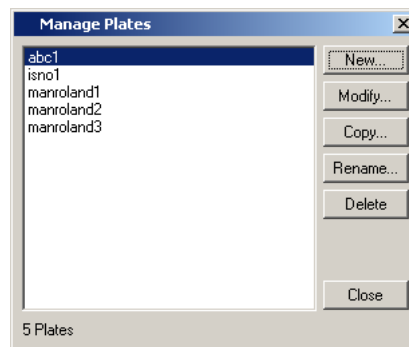 Manage Plates
abc1
isno1
manroland1
manroland2
manroland3
New...
Modify...
Copy...
Rename...
Delete
Close
5 Plates